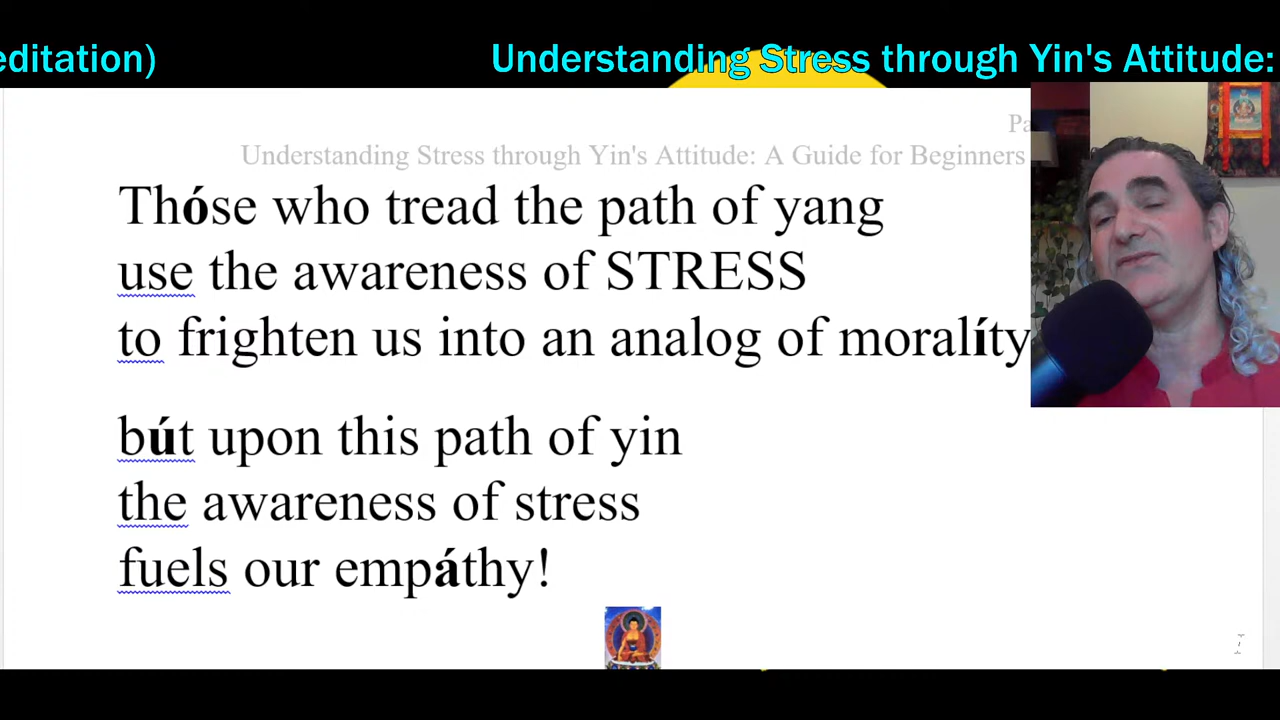 editation) Understanding Stress through Yin's Attitude:
Understanding Stress through Yin's Attitude: A Guide for Beginners
Thóse who tread the path of yang
use the awareness of STRESS
to frighten us into an analog of moralíty
bút upon this path of yin
the awareness of stress
fuels our empáthy!